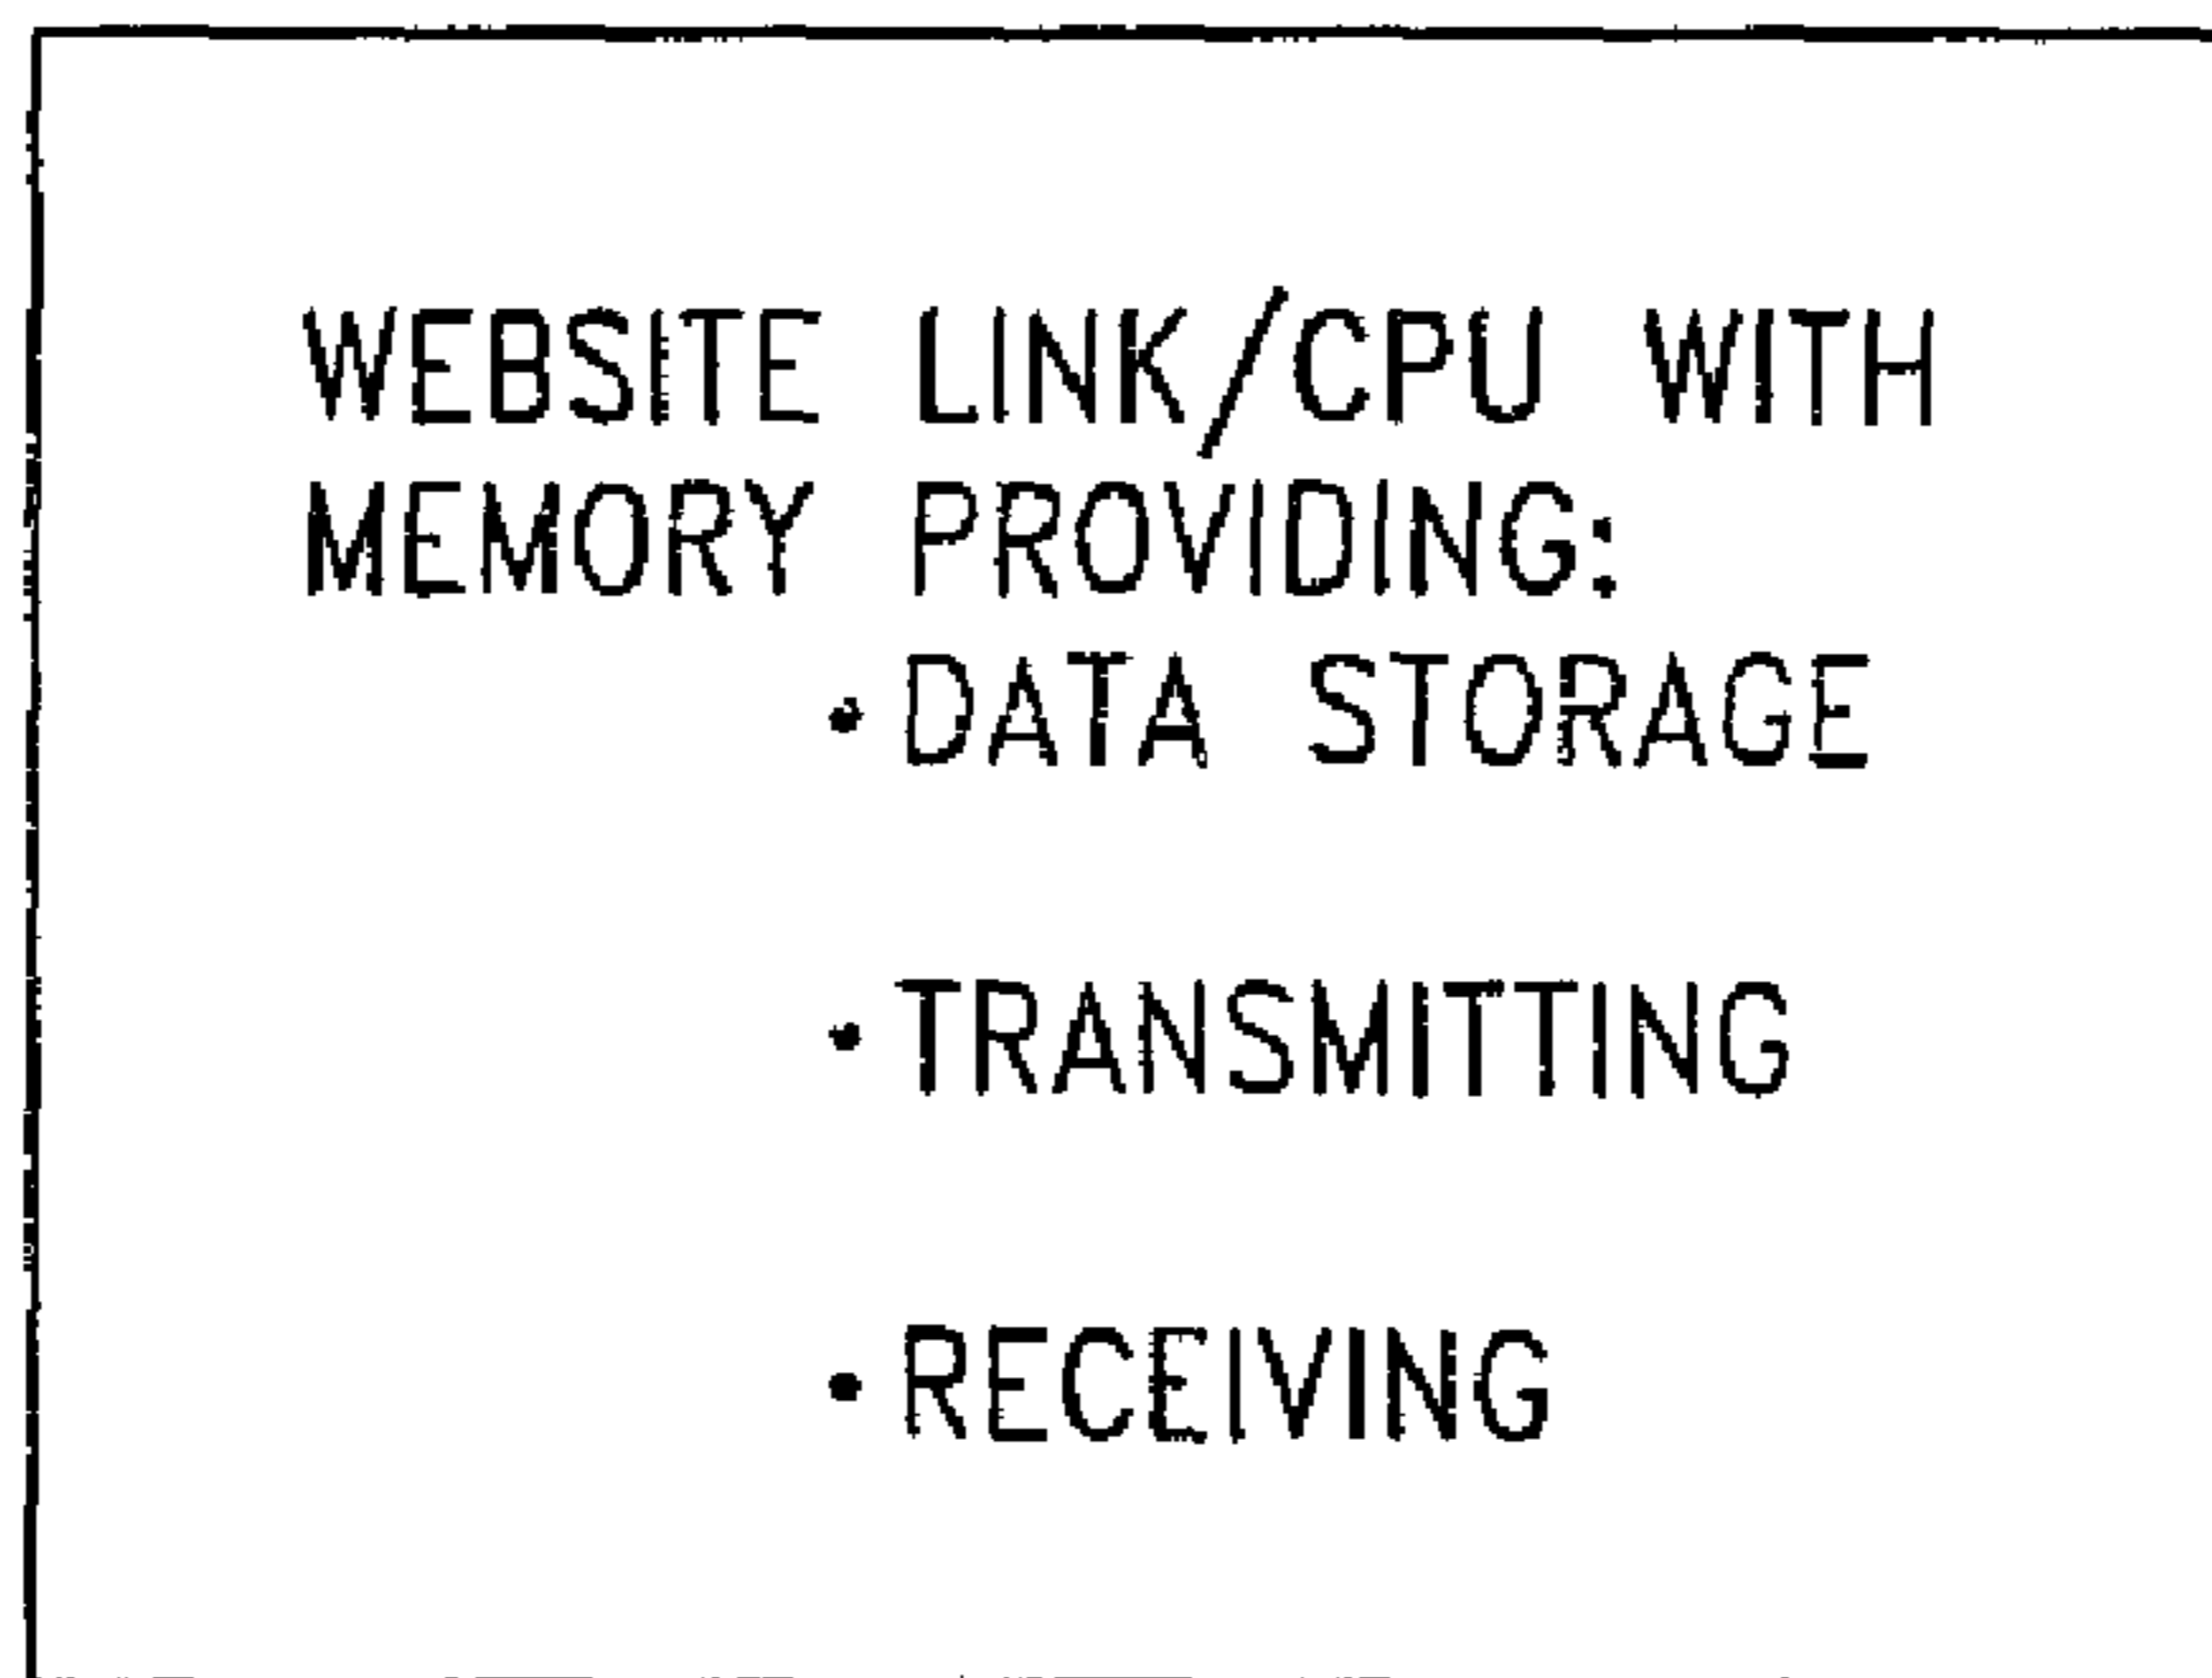 WEBSITE LINK/CPU WITH
MEMORY PROVIDING:
• DATA STORAGE
• TRANSMITTING
• RECEIVING